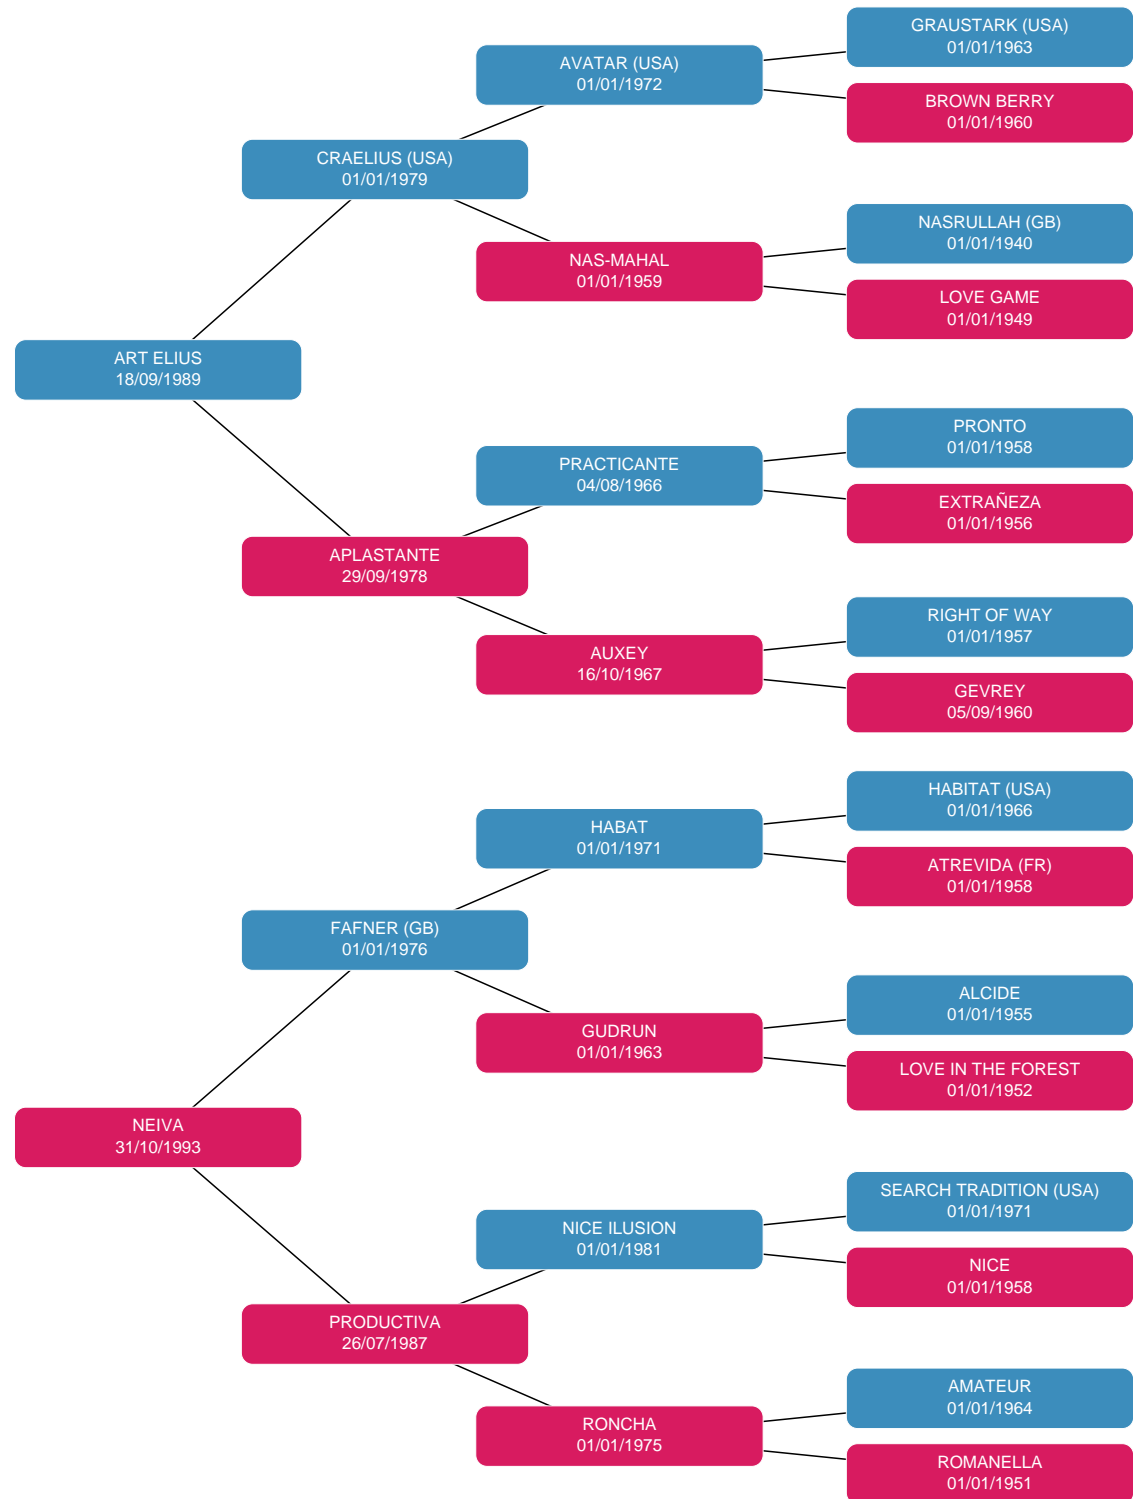 GRAUSTARK (USA)
01/01/1963
AVATAR (USA)
01/01/1972
BROWN BERRY
01/01/1960
CRAELIUS (USA)
01/01/1979
NASRULLAH (GB)
01/01/1940
NAS-MAHAL
01/01/1959
LOVE GAME
01/01/1949
ART ELIUS
18/09/1989
PRONTO
01/01/1958
PRACTICANTE
04/08/1966
EXTRAÑEZA
01/01/1956
APLASTANTE
29/09/1978
RIGHT OF WAY
01/01/1957
AUXEY
16/10/1967
GEVREY
05/09/1960
HABITAT (USA)
01/01/1966
HABAT
01/01/1971
ATREVIDA (FR)
01/01/1958
FAFNER (GB)
01/01/1976
ALCIDE
01/01/1955
GUDRUN
01/01/1963
LOVE IN THE FOREST
01/01/1952
NEIVA
31/10/1993
SEARCH TRADITION (USA)
01/01/1971
NICE ILUSION
01/01/1981
NICE
01/01/1958
PRODUCTIVA
26/07/1987
AMATEUR
01/01/1964
RONCHA
01/01/1975
ROMANELLA
01/01/1951